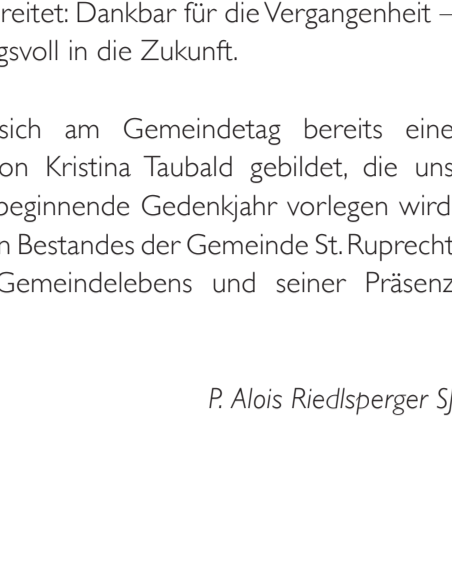 reitet: Dankbar für die Vergangenheit –
gsvoll in die Zukunft.
sich am Gemeindetag bereits eine
on Kristina Taubald gebildet, die uns
beginnende Gedenkjahr vorlegen wird
n Bestandes der Gemeinde St. Ruprecht
Gemeindelebens und seiner Präsenz
P. Alois Riedlsperger SJ